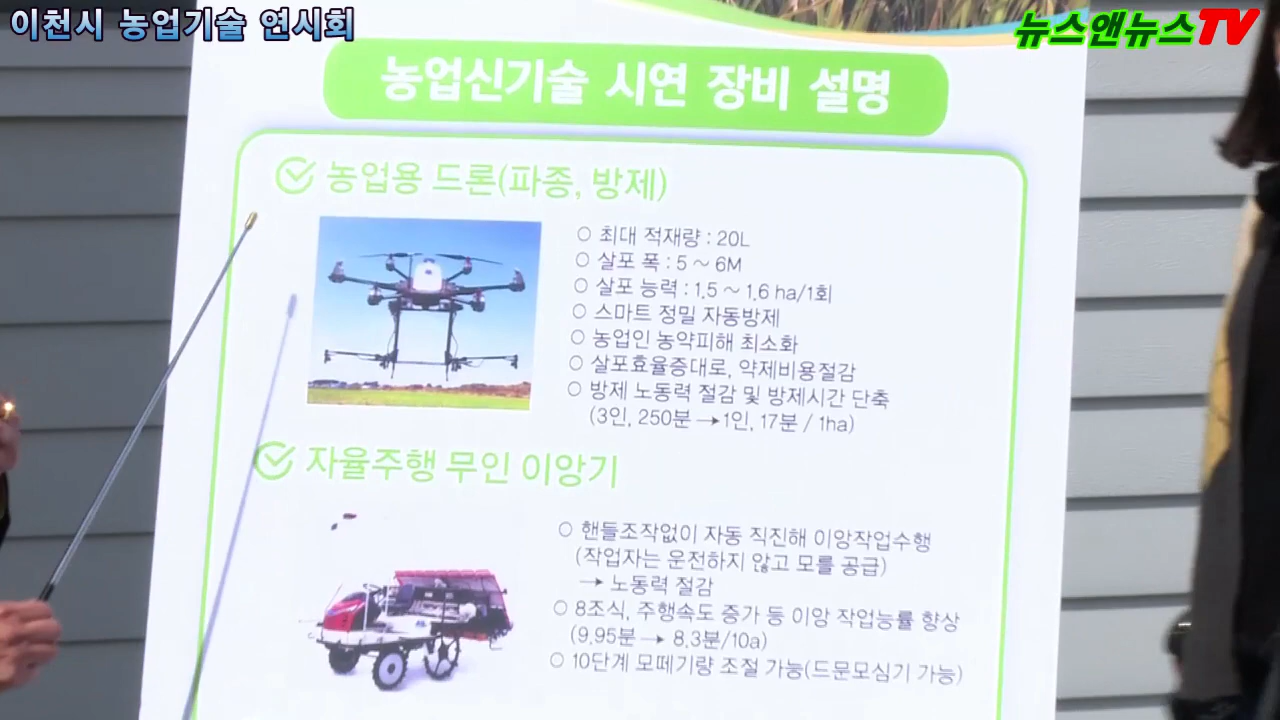 이천시 농업기술 연시회
뉴스앤뉴스TV
농업신기술 시연 장비 설명
농업용 드론(파종, 방제)
○ 최대 적재량 : 20L
○ 살포 폭 : 5 ~ 6M
○ 살포 능력 : 1.5 ~ 1.6 ha/1회
○ 스마트 정밀 자동방제
○ 농업인 농약피해 최소화
○ 살포효율증대로, 약제비용절감
○ 방제 노동력 절감 및 방제시간 단축
(3인, 250분 → 1인, 17분 / 1ha)
자율주행 무인 이앙기
○ 핸들조작없이 자동 직진해 이앙작업수행
(작업자는 운전하지 않고 모를 공급)
→ 노동력 절감
○ 8조식, 주행속도 증가 등 이앙 작업능률 향상
(9.95분 → 8.3분/10a)
○ 10단계 모떼기량 조절 가능(드문모심기 가능)